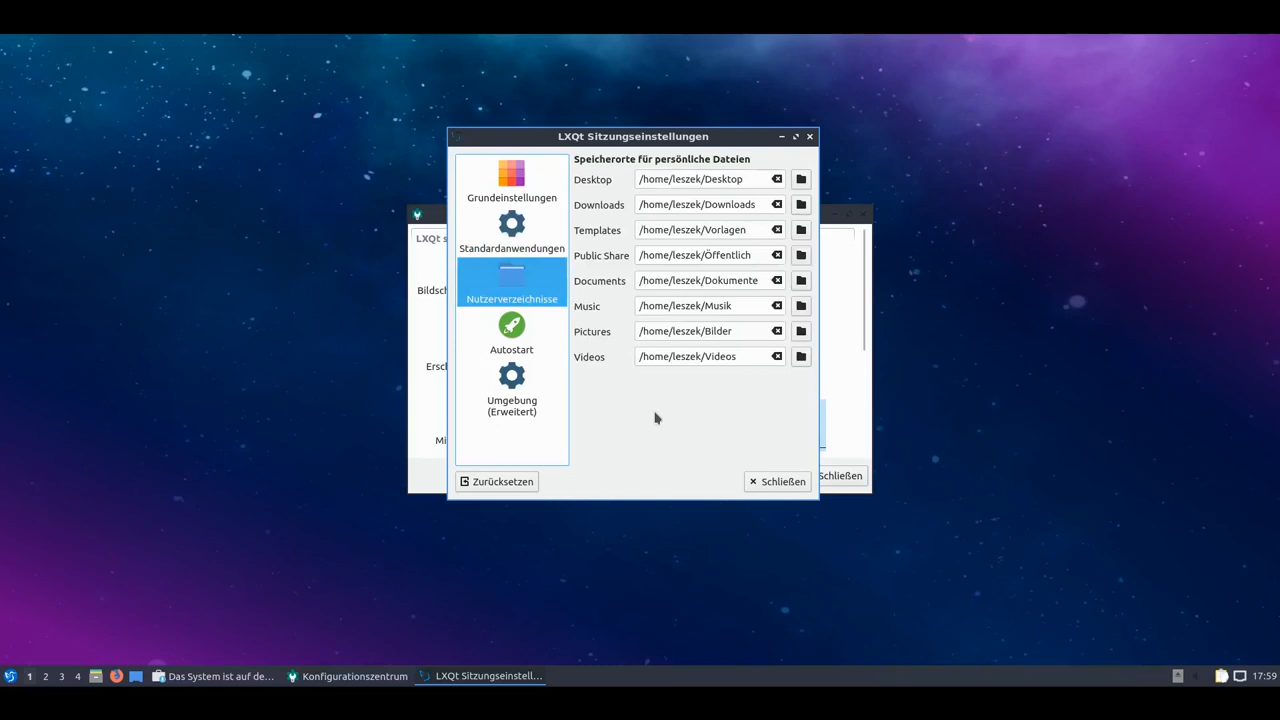 LXQt Sitzungseinstellungen
Speicherorte für persönliche Dateien
Grundeinstellungen
Standardanwendungen
Nutzerverzeichnisse
Autostart
Umgebung
(Erweitert)
Desktop /home/leszek/Desktop
Downloads /home/leszek/Downloads
Templates /home/leszek/Vorlagen
Public Share /home/leszek/Öffentlich
Documents /home/leszek/Dokumente
Music /home/leszek/Musik
Pictures /home/leszek/Bilder
Videos /home/leszek/Videos
Zurücksetzen
Schließen
LXQt s
Bildsch
Ersch
Mi
Schließen
1 2 3 4 Das System ist auf de... Konfigurationszentrum LXQt Sitzungseinstell... 17:59